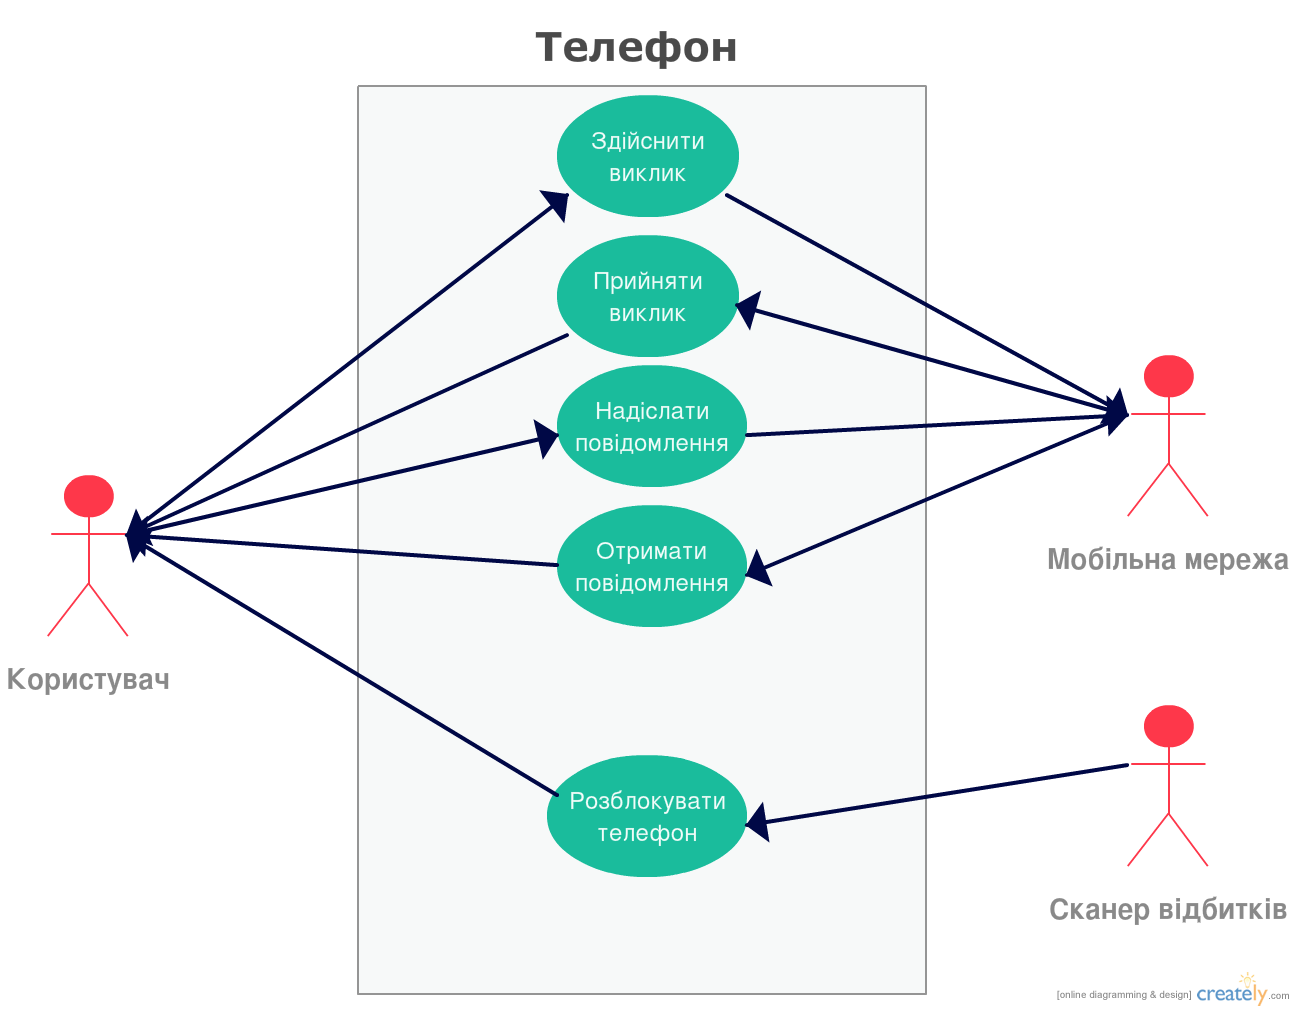 Телефон
Здійснити
виклик
Прийняти
виклик
Надіслати
повідомлення
Отримати
повідомлення
Мобільна мережа
Користувач
Розблокувати
телефон
Сканер відбитків
[online diagramming & design] creately.com